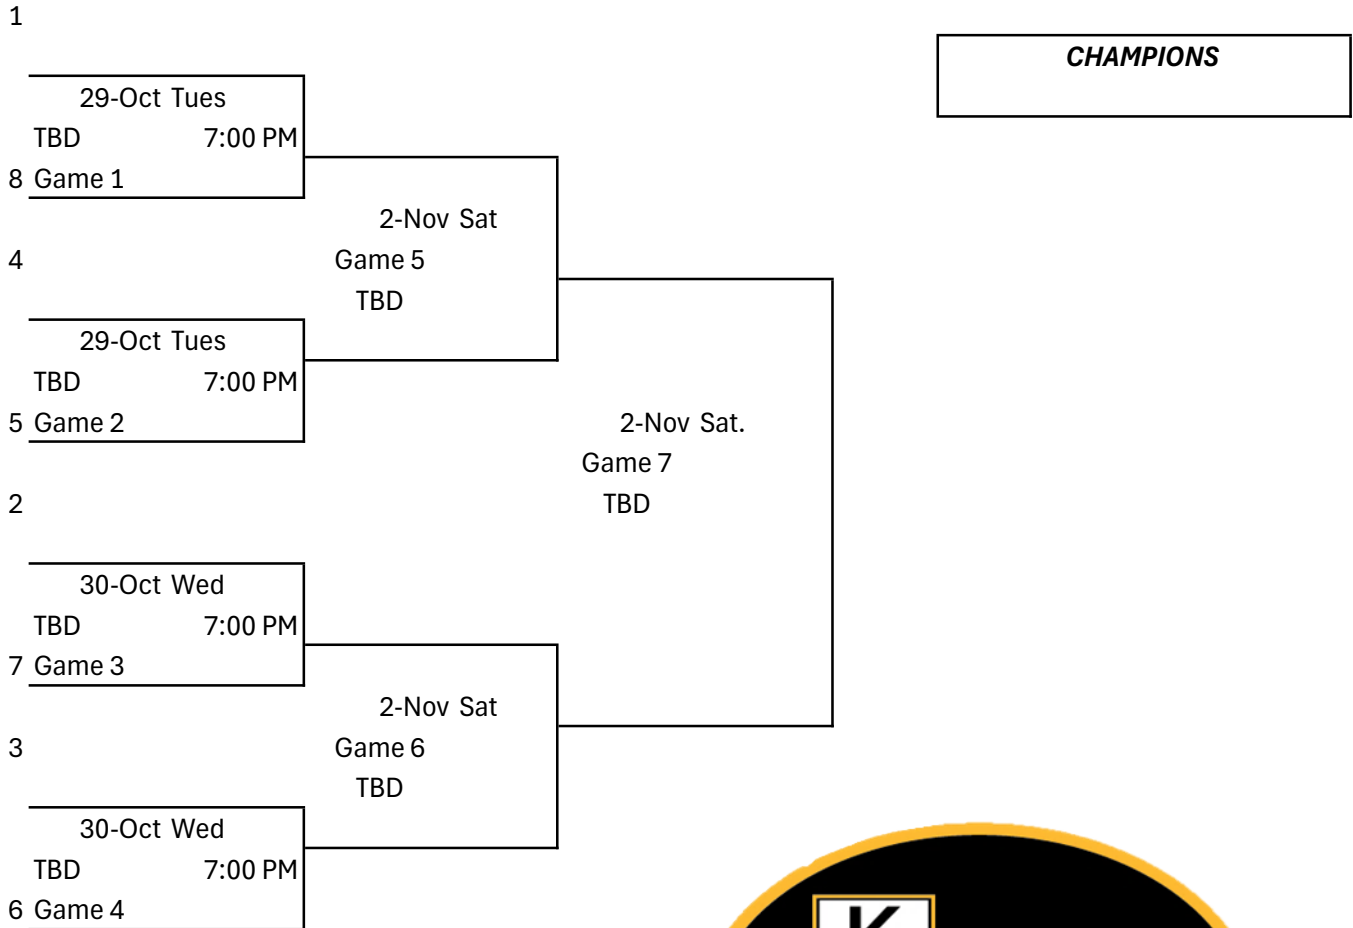 1
CHAMPIONS
29-Oct Tues
TBD 7:00 PM
8 Game 1
2-Nov Sat
4
Game 5
TBD
29-Oct Tues
TBD 7:00 PM
5 Game 2
2-Nov Sat.
Game 7
2
TBD
30-Oct Wed
TBD 7:00 PM
7 Game 3
2-Nov Sat
3
Game 6
TBD
30-Oct Wed
TBD 7:00 PM
6 Game 4
K